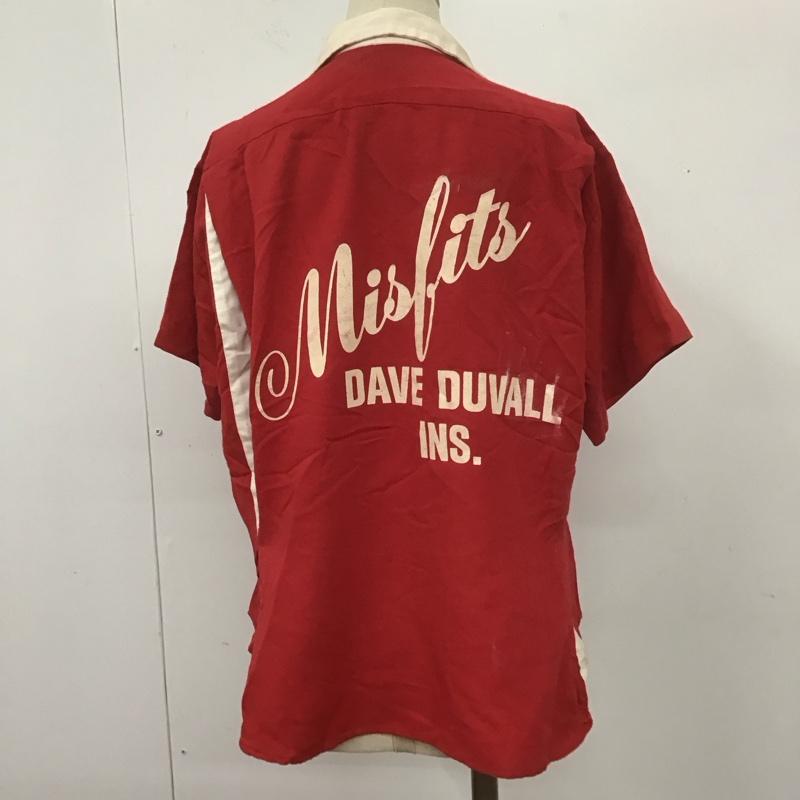 Misfits
DAVE DUVALL
INS.